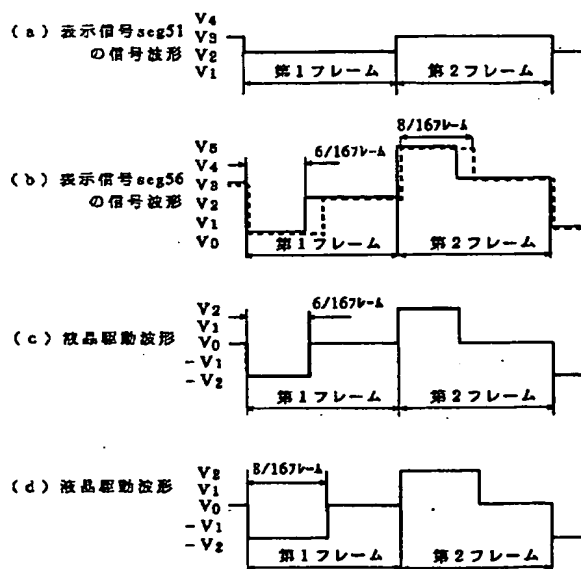 (a) 表示信号seg51
の信号波形
V4
V3
V2
V1
第1フレーム
第2フレーム
(b) 表示信号seg56
の信号波形
V5
V4
V3
V2
V1
V0
6/16フレーム
8/16フレーム
第1フレーム
第2フレーム
(c) 液晶駆動波形
V2
V1
V0
-V1
-V2
6/16フレーム
第1フレーム
第2フレーム
(d) 液晶駆動波形
V2
V1
V0
-V1
-V2
8/16フレーム
第1フレーム
第2フレーム